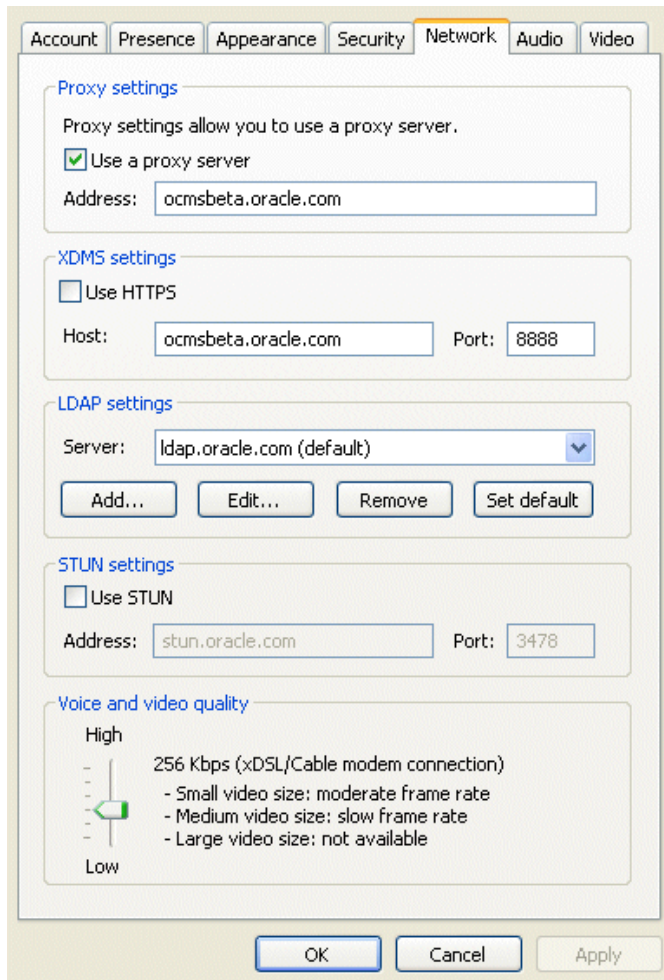 Account Presence Appearance Security Network Audio Video
Proxy settings
Proxy settings allow you to use a proxy server.
Use a proxy server
Address: ocmsbeta.oracle.com
XDMS settings
Use HTTPS
Host: ocmsbeta.oracle.com Port: 8888
LDAP settings
Server: ldap.oracle.com (default)
Add... Edit... Remove Set default
STUN settings
Use STUN
Address: stun.oracle.com Port: 3478
Voice and video quality
High
256 Kbps (xDSL/Cable modem connection)
- Small video size: moderate frame rate
- Medium video size: slow frame rate
- Large video size: not available
Low
OK Cancel Apply